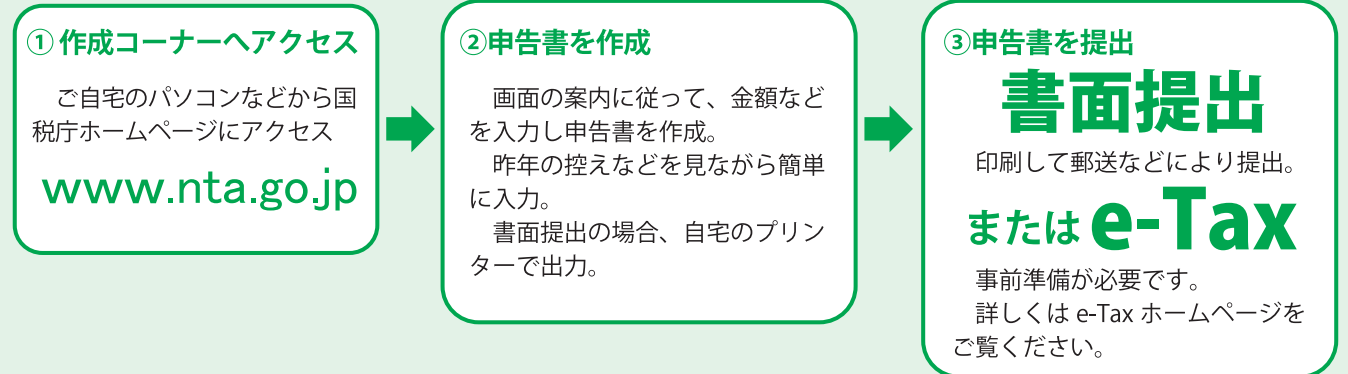 ①作成コーナーへアクセス
　ご自宅のパソコンなどから国
税庁ホームページにアクセス
www.nta.go.jp
②申告書を作成
　画面の案内に従って、金額など
を入力し申告書を作成。
　昨年の控えなどを見ながら簡単
に入力。
　書面提出の場合、自宅のプリン
ターで出力。
③申告書を提出
書面提出
印刷して郵送などにより提出。
または e-Tax
　事前準備が必要です。
　詳しくは e-Tax ホームページを
ご覧ください。